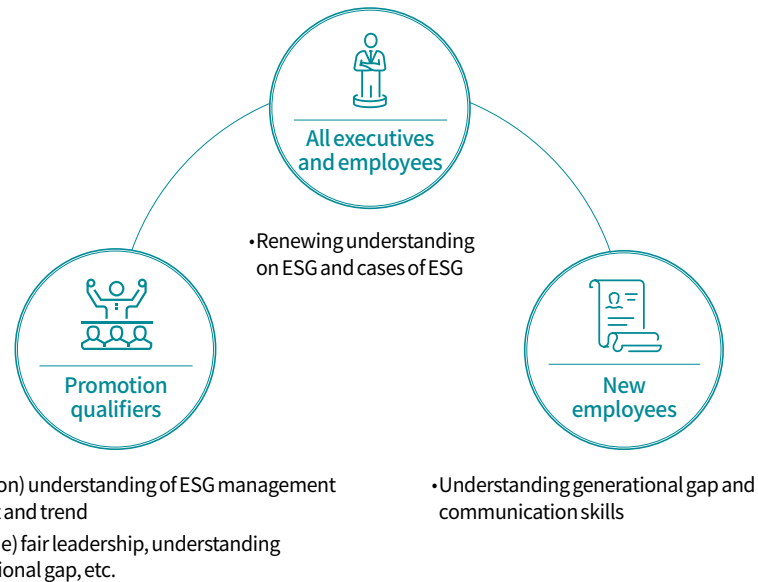 All executives
and employees
•Renewing understanding
on ESG and cases of ESG
Promotion
qualifiers
New
employees
understanding of ESG management
and trend
fair leadership, understanding
gap, etc.
•Understanding generational gap and
communication skills